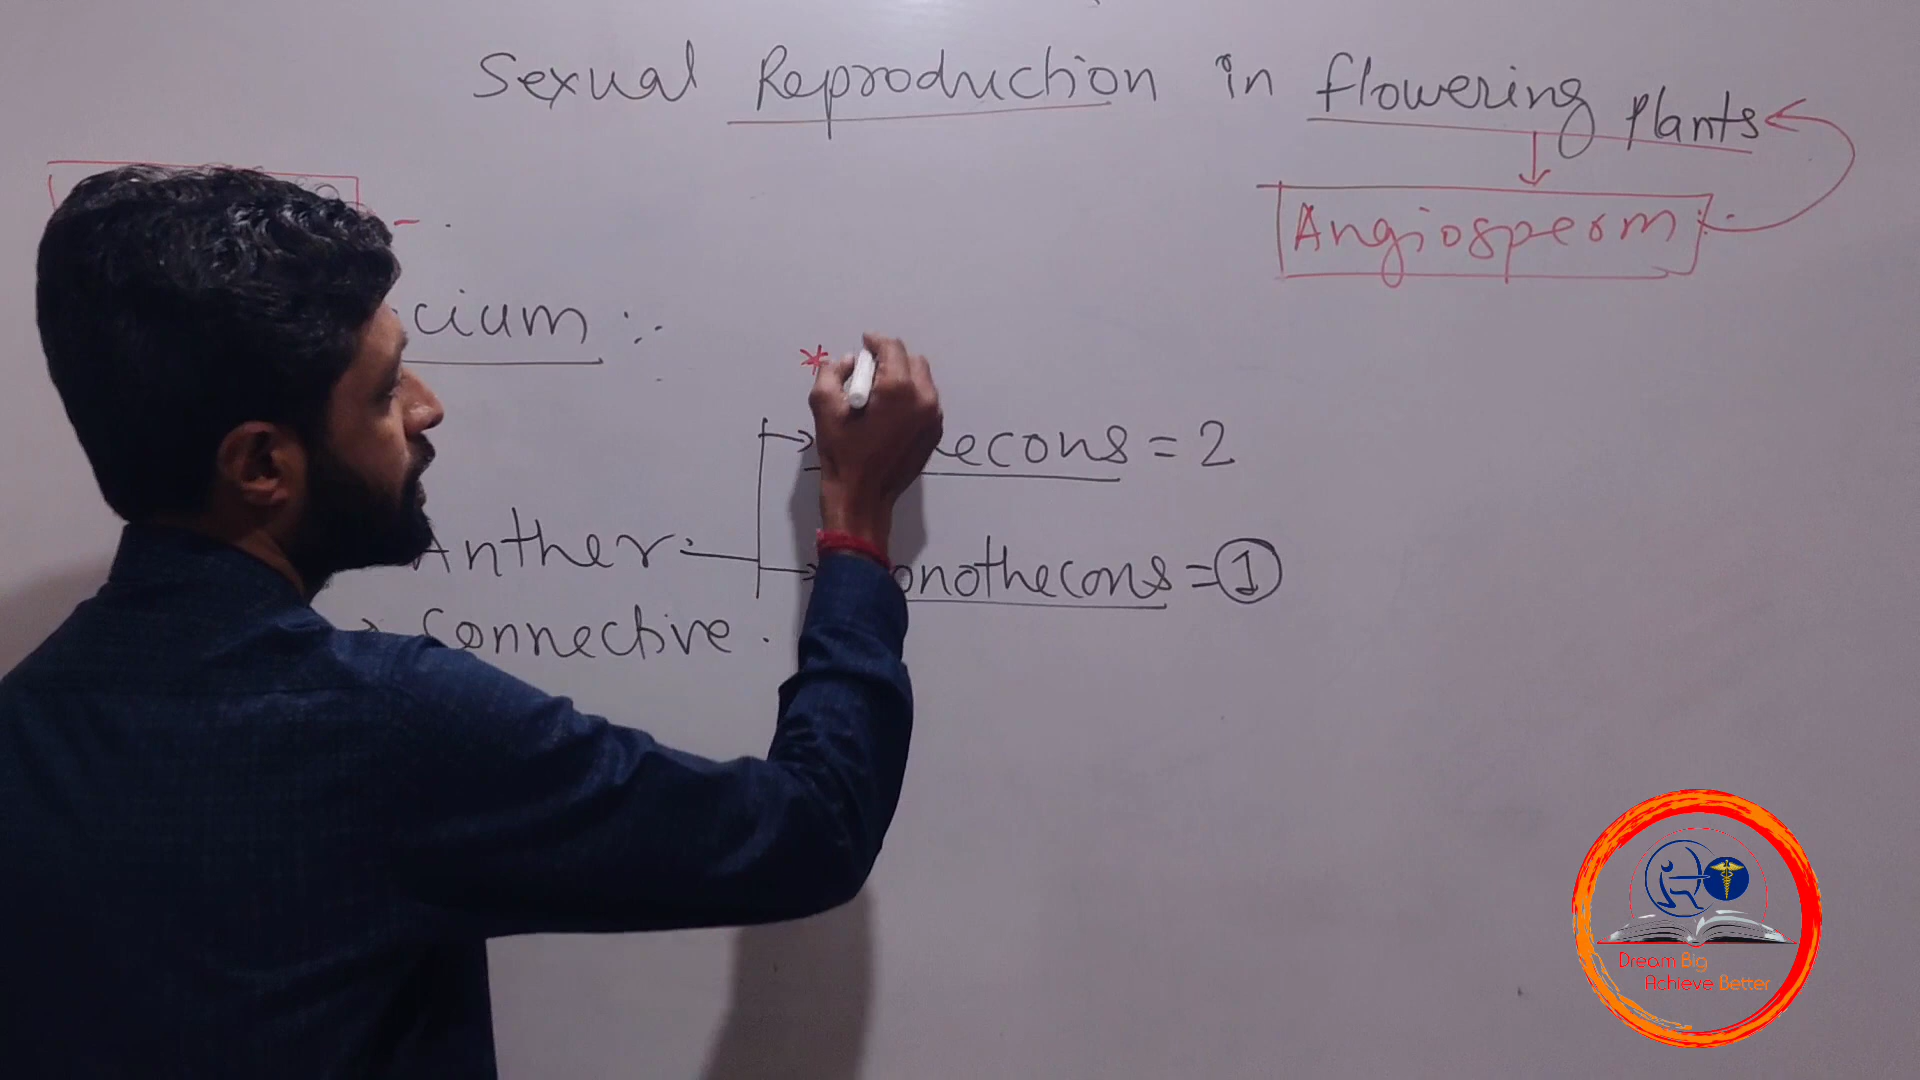 Sexual Reproduction in flowering Plants
Angiosperm
cium
econs = 2
Anther
onothecons = 1
Connective.
Dream Big
Achieve Better